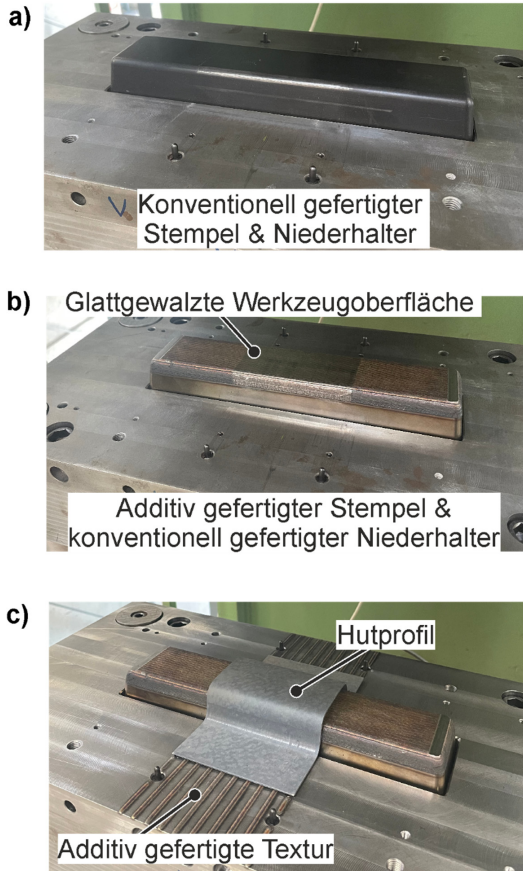 a)
Konventionell gefertigter
Stempel & Niederhalter
b)
Glattgewalzte Werkzeugoberfläche
Additiv gefertigter Stempel &
konventionell gefertigter Niederhalter
c)
Hutprofil
Additiv gefertigte Textur